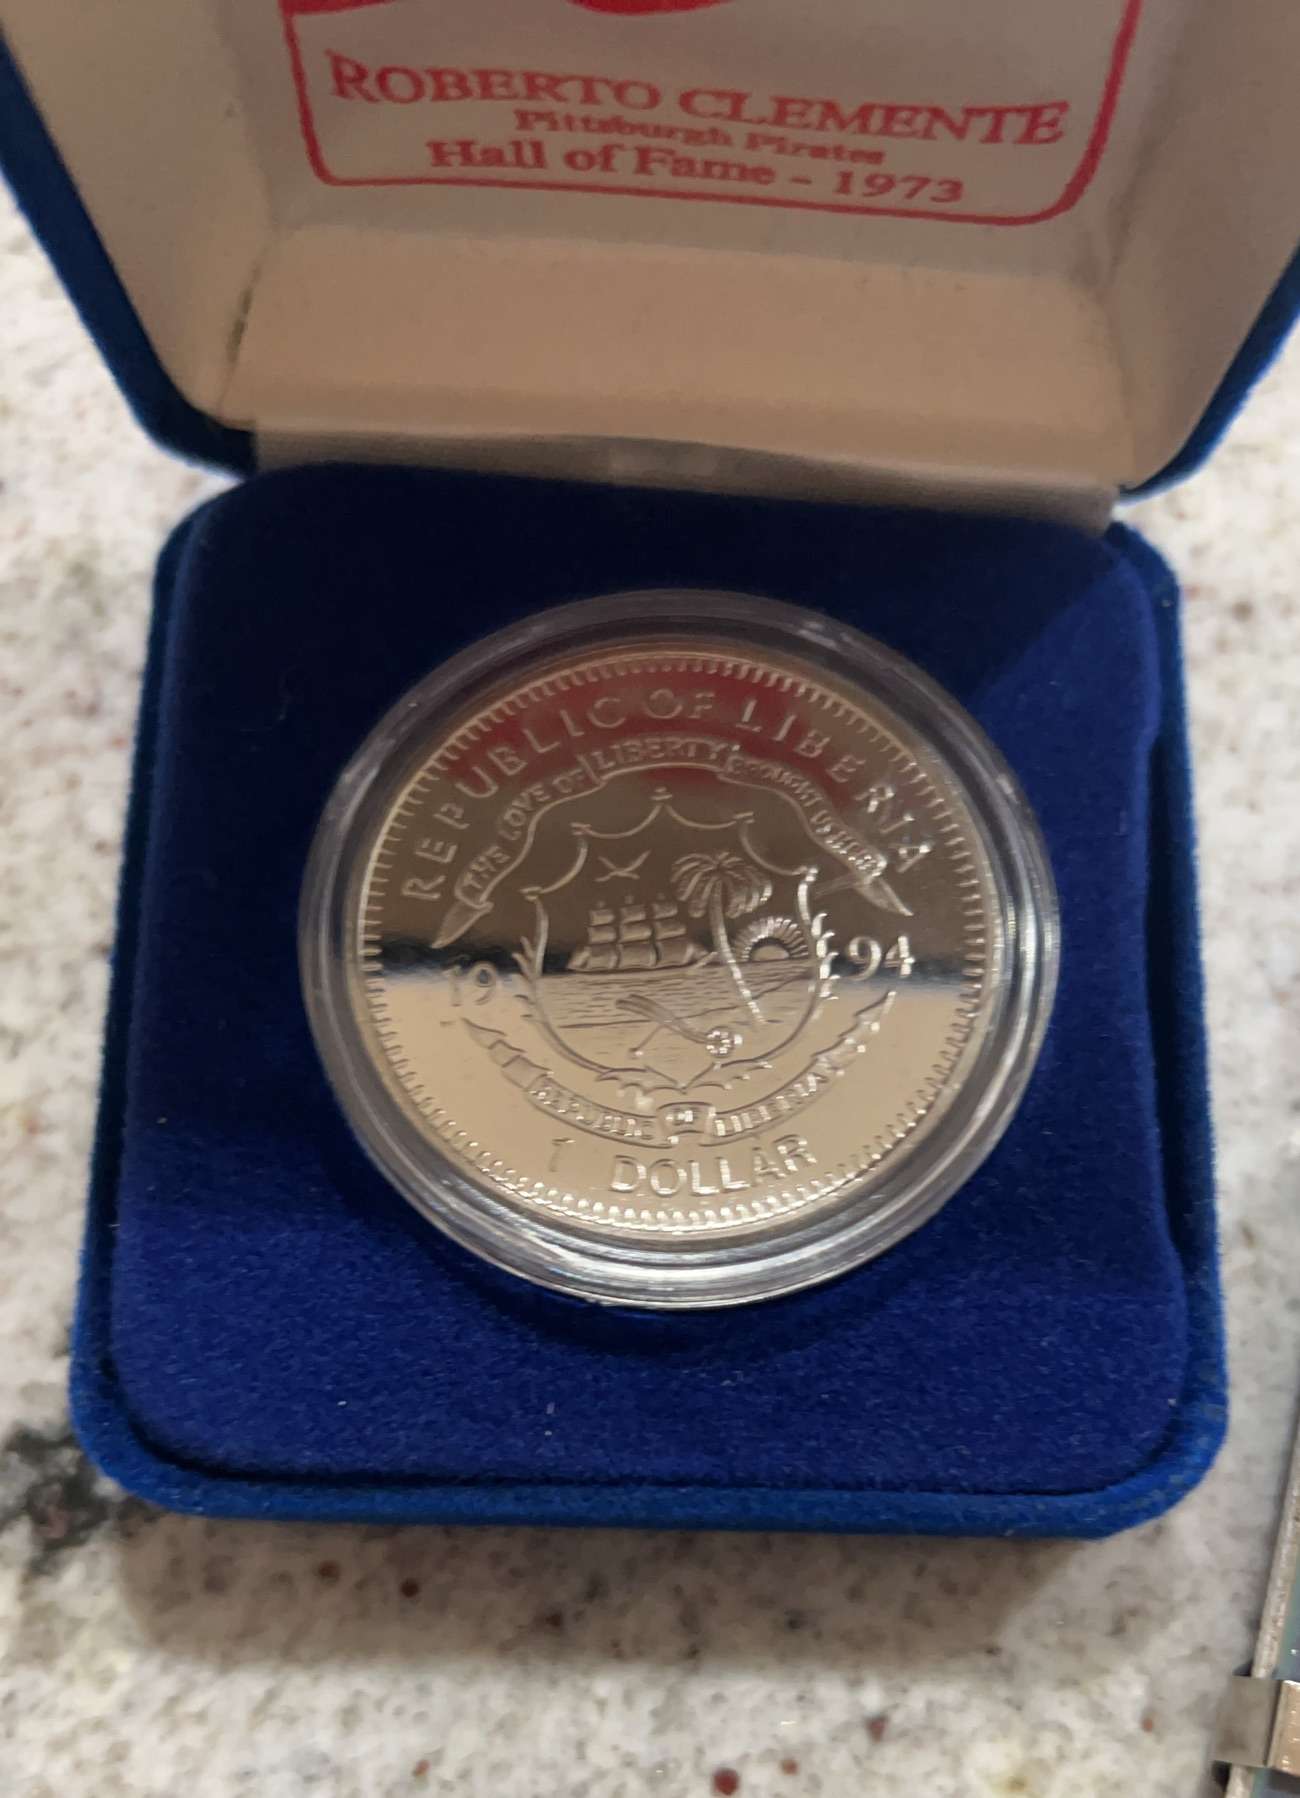 ROBERTO CLEMENTE
Pittsburgh Pirates
Hall of Fame - 1973
REPUBLIC OF LIBERIA
THE LOVE OF LIBERTY BROUGHT US HERE
19 94
REPUBLIC OF LIBERIA
1 DOLLAR